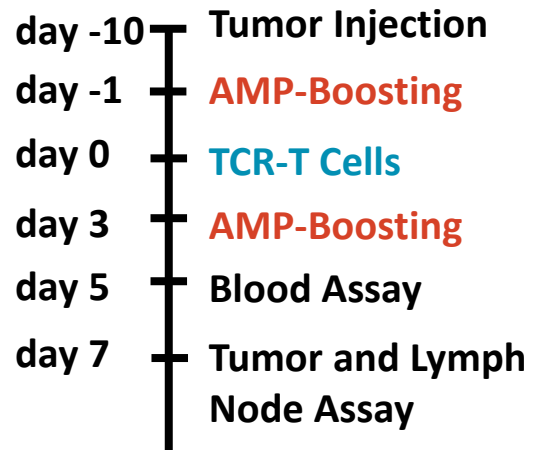 day -10 Tumor Injection
day -1 AMP-Boosting
day 0 TCR-T Cells
day 3 AMP-Boosting
day 5 Blood Assay
day 7 Tumor and Lymph
Node Assay